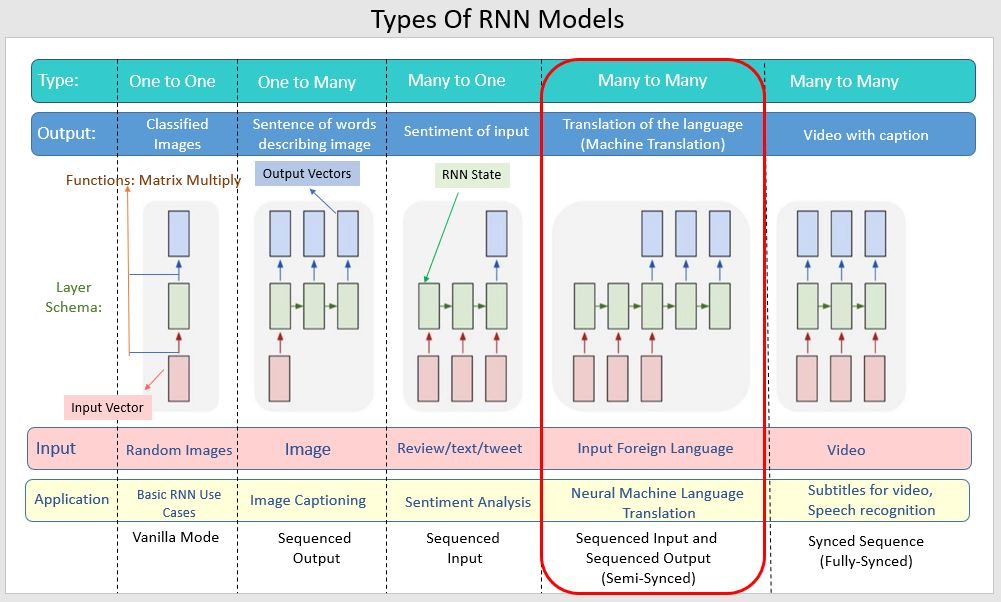 Types Of RNN Models
Type: One to One One to Many Many to One Many to Many Many to Many
Output:
Classified
Images
Sentence of words
describing image
Sentiment of input
Translation of the language
(Machine Translation)
Video with caption
Functions: Matrix Multiply
Output Vectors
RNN State
Layer
Schema:
Input Vector
Input
Random Images
Image
Review/text/tweet
Input Foreign Language
Video
Application
Basic RNN Use
Cases
Image Captioning
Sentiment Analysis
Neural Machine Language
Translation
Subtitles for video,
Speech recognition
Vanilla Mode
Sequenced
Output
Sequenced
Input
Sequenced Input and
Sequenced Output
(Semi-Synced)
Synced Sequence
(Fully-Synced)